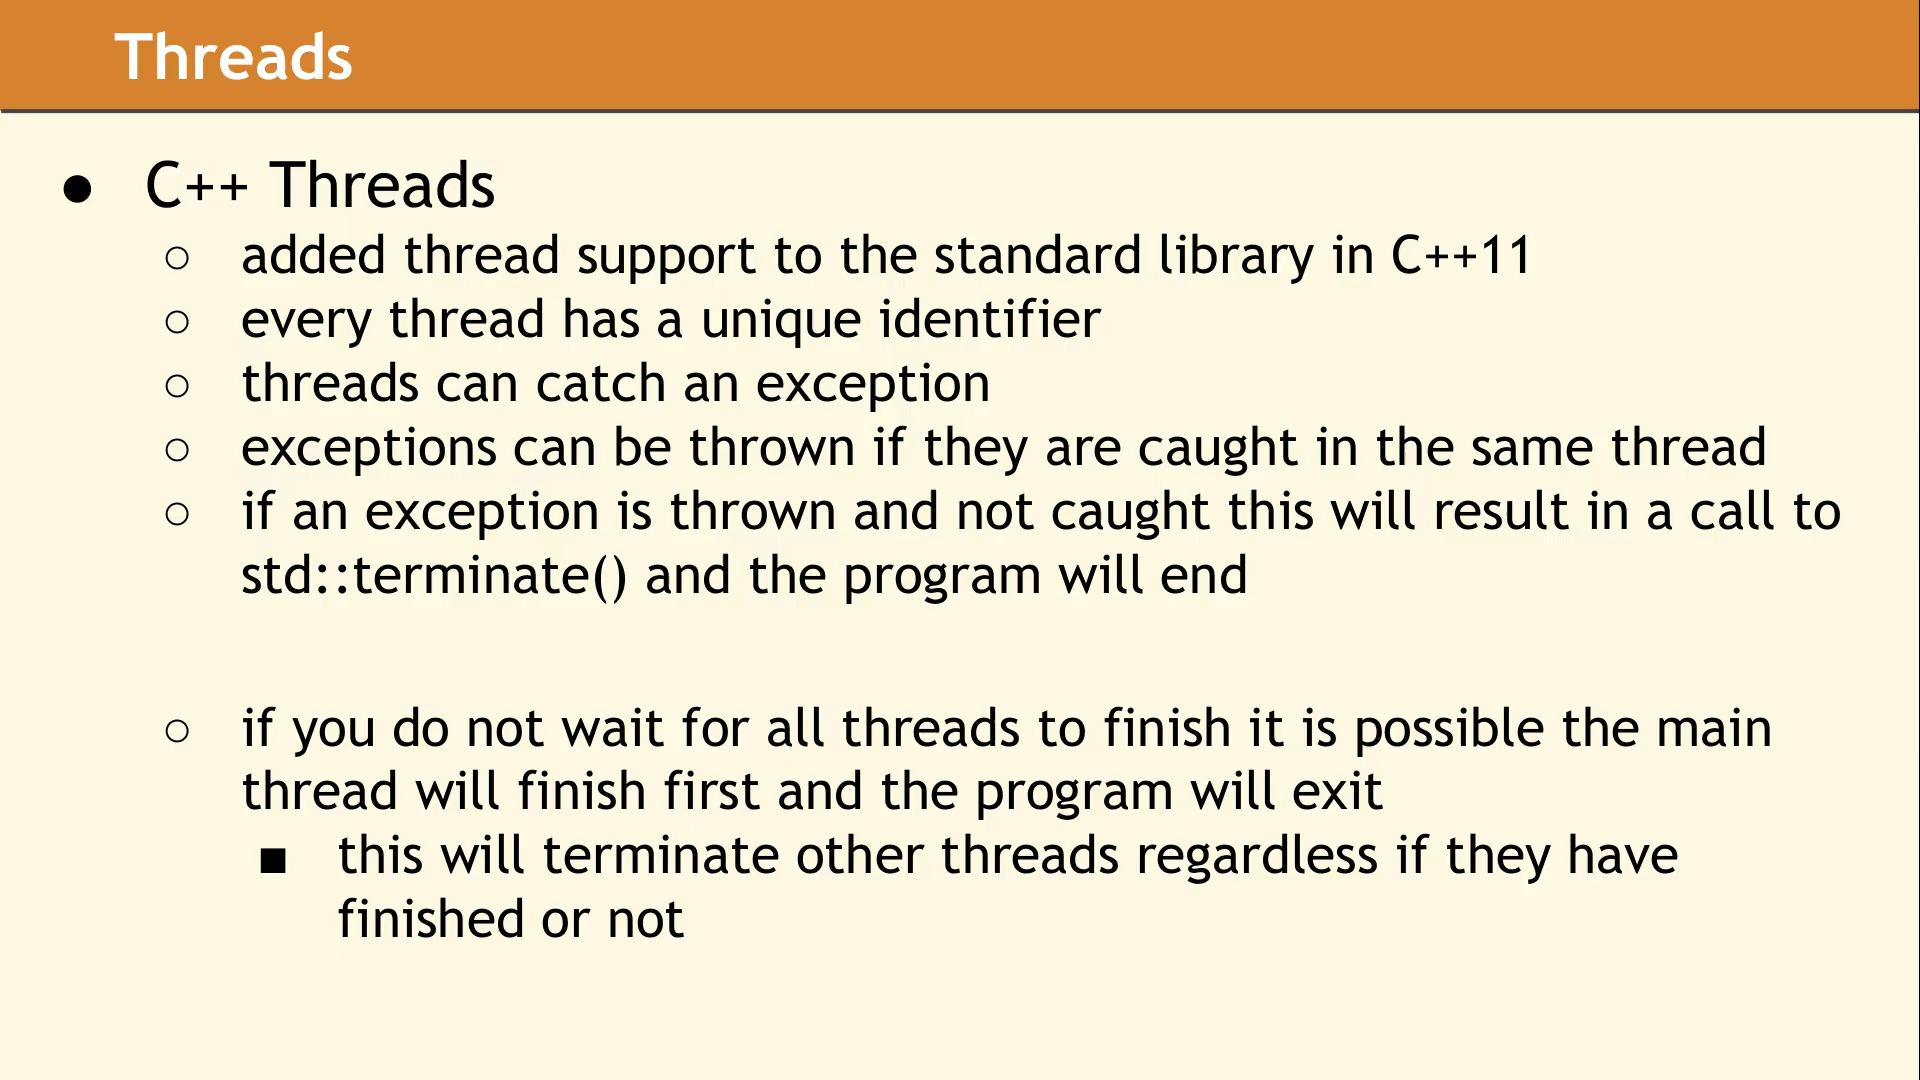 Threads
● C++ Threads
○ added thread support to the standard library in C++11
○ every thread has a unique identifier
○ threads can catch an exception
○ exceptions can be thrown if they are caught in the same thread
○ if an exception is thrown and not caught this will result in a call to
std::terminate() and the program will end
○ if you do not wait for all threads to finish it is possible the main
thread will finish first and the program will exit
■ this will terminate other threads regardless if they have
finished or not